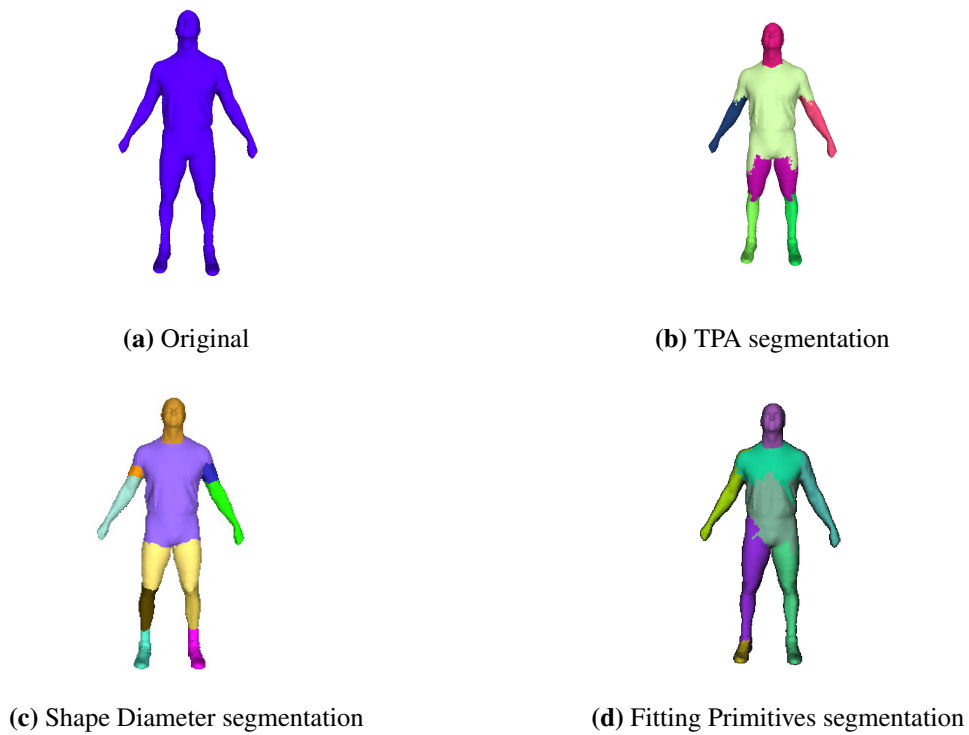 (a) Original
(b) TPA segmentation
(c) Shape Diameter segmentation
(d) Fitting Primitives segmentation